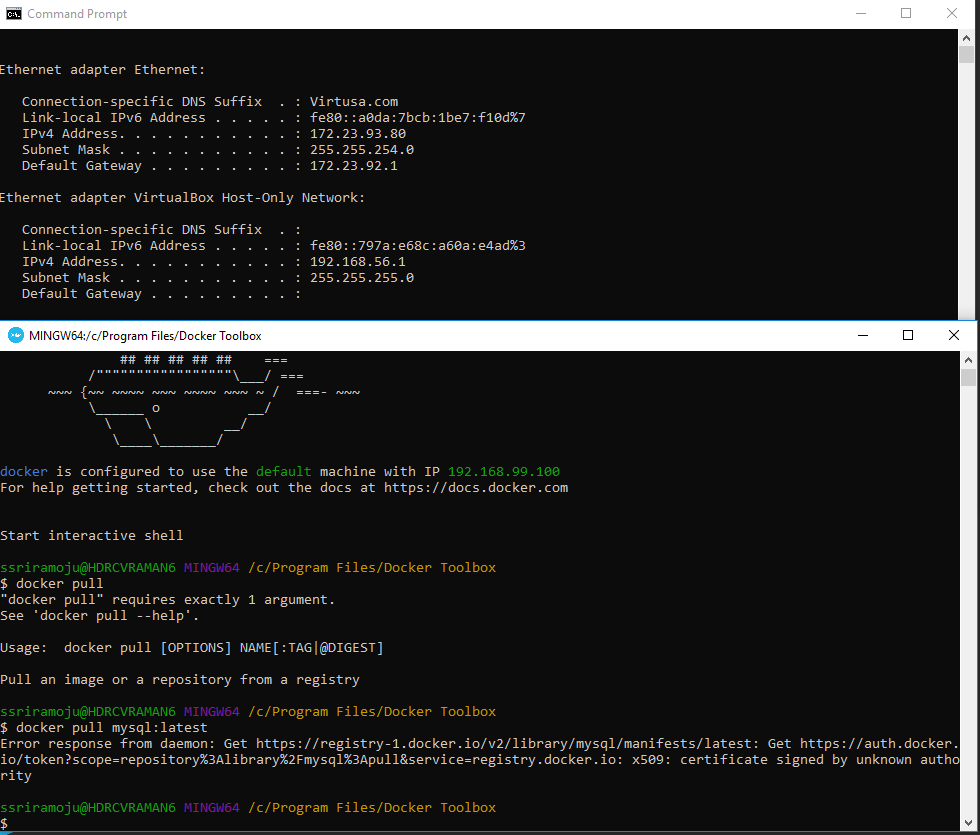 Command Prompt
Ethernet adapter Ethernet:
Connection-specific DNS Suffix  . : Virtusa.com
Link-local IPv6 Address . . . . . : fe80::a0da:7bcb:1be7:f10d%7
IPv4 Address. . . . . . . . . . . : 172.23.93.80
Subnet Mask . . . . . . . . . . . : 255.255.254.0
Default Gateway . . . . . . . . . : 172.23.92.1
Ethernet adapter VirtualBox Host-Only Network:
Connection-specific DNS Suffix  . :
Link-local IPv6 Address . . . . . : fe80::797a:e68c:a60a:e4ad%3
IPv4 Address. . . . . . . . . . . : 192.168.56.1
Subnet Mask . . . . . . . . . . . : 255.255.255.0
Default Gateway . . . . . . . . . :
MINGW64:/c/Program Files/Docker Toolbox
## ## ## ## ##    ===
/""""""""""""""""\___/ ===
~~~ {~~ ~~~~ ~~~ ~~~~ ~~~ ~ /  ===- ~~~
\______ o           __/
\    \         __/
\____\_______/
docker is configured to use the default machine with IP 192.168.99.100
For help getting started, check out the docs at https://docs.docker.com
Start interactive shell
ssriramoju@HDRCVRAMAN6 MINGW64 /c/Program Files/Docker Toolbox
$ docker pull
"docker pull" requires exactly 1 argument.
See 'docker pull --help'.
Usage:  docker pull [OPTIONS] NAME[:TAG|@DIGEST]
Pull an image or a repository from a registry
ssriramoju@HDRCVRAMAN6 MINGW64 /c/Program Files/Docker Toolbox
$ docker pull mysql:latest
Error response from daemon: Get https://registry-1.docker.io/v2/library/mysql/manifests/latest: Get https://auth.docker.
io/token?scope=repository%3Alibrary%2Fmysql%3Apull&service=registry.docker.io: x509: certificate signed by unknown autho
rity
ssriramoju@HDRCVRAMAN6 MINGW64 /c/Program Files/Docker Toolbox
$